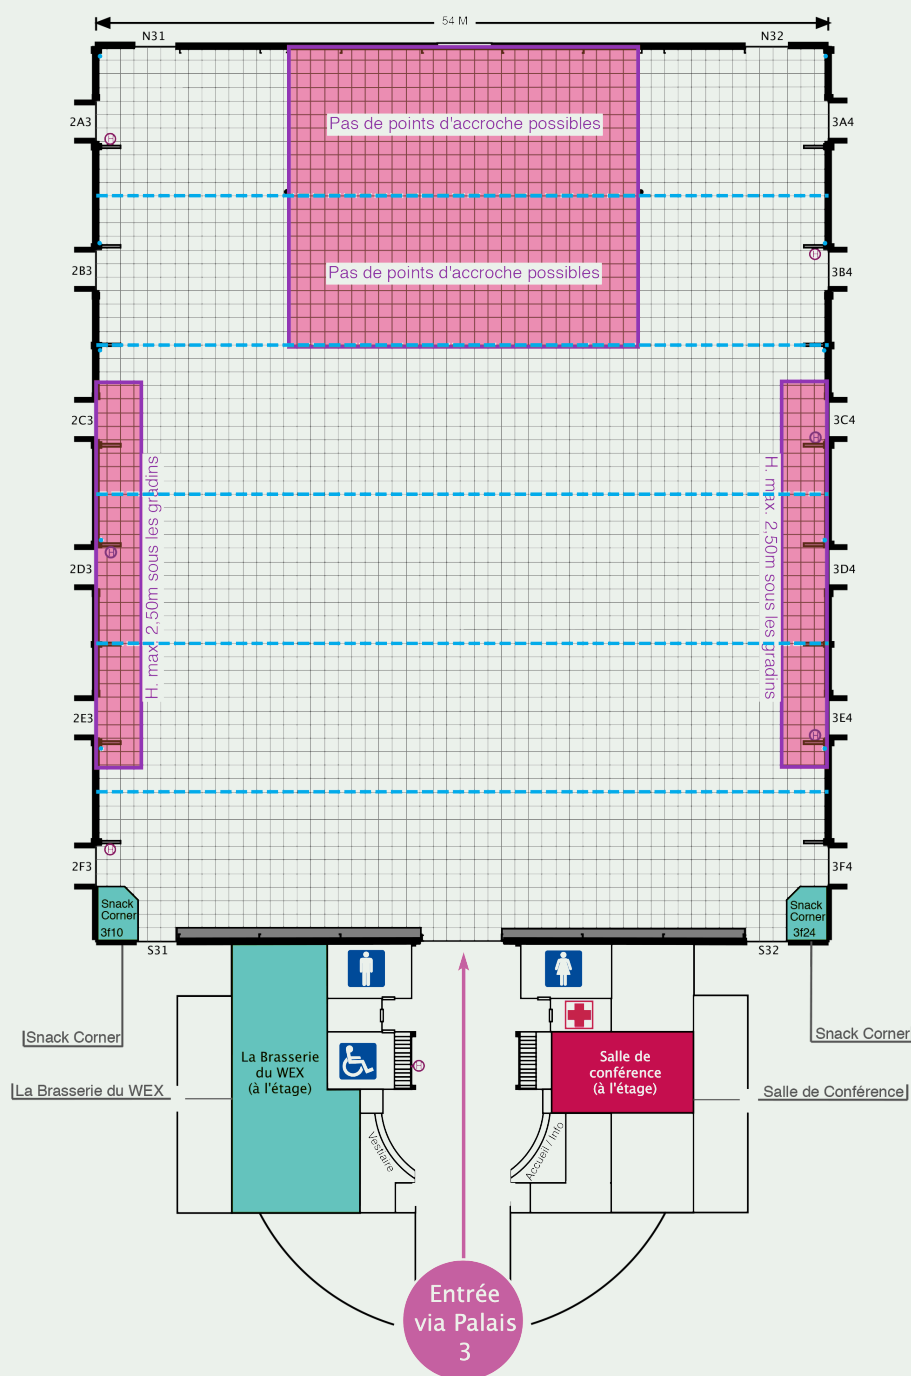 54 M
N31
N32
2A3
3A4
Pas de points d'accroche possibles
H
2B3
3B4
Pas de points d'accroche possibles
H
2C3
3C4
H
H. max. 2,50m sous les gradins
H. max. 2,50m sous les gradins
H
2D3
3D4
2E3
3E4
H
2F3
3F4
H
Snack
Corner
3f10
Snack
Corner
3f24
S31
S32
Snack Corner
Snack Corner
La Brasserie
du WEX
(à l'étage)
Salle de
conférence
(à l'étage)
H
La Brasserie du WEX
Salle de Conférence
Vestiaire
Accueil / Info
Entrée
via Palais
3